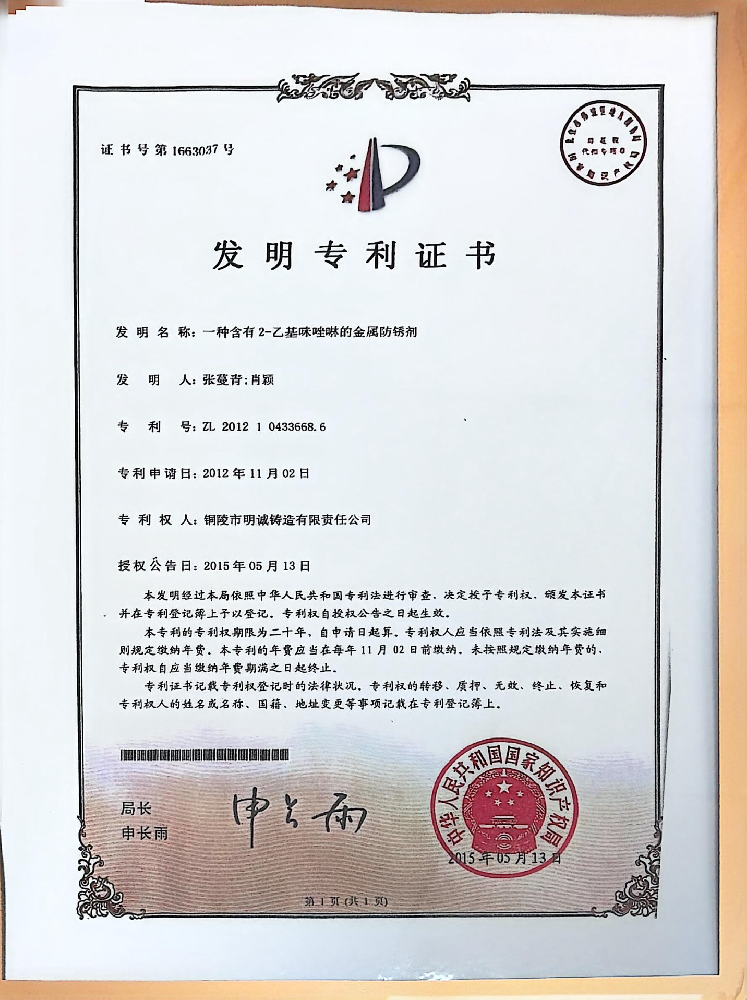 证书号第1663037号
发明专利证书
发明名称：一种含有2-乙基咪唑啉的金属防锈剂
发明人：张蔓青;肖颖
专利号：ZL 2012 1 0433668.6
专利申请日：2012年11月02日
专利权人：铜陵市明诚铸造有限责任公司
授权公告日：2015年05月13日
本发明经过本局依照中华人民共和国专利法进行审查，决定授予专利权，颁发本证书
并在专利登记簿上予以登记。专利权自授权公告之日起生效。
本专利的专利权期限为二十年，自申请日起算。专利权人应当依照专利法及其实施细
则规定缴纳年费。本专利的年费应当在每年11月02日前缴纳。未按照规定缴纳年费的，
专利权自应当缴纳年费期满之日起终止。
专利证书记载专利权登记时的法律状况。专利权的转移、质押、无效、终止、恢复和
专利权人的姓名或名称、国籍、地址变更等事项记载在专利登记簿上。
局长
申长雨
申长雨
中华人民共和国国家知识产权局
2015年05月13日
第1页(共1页)